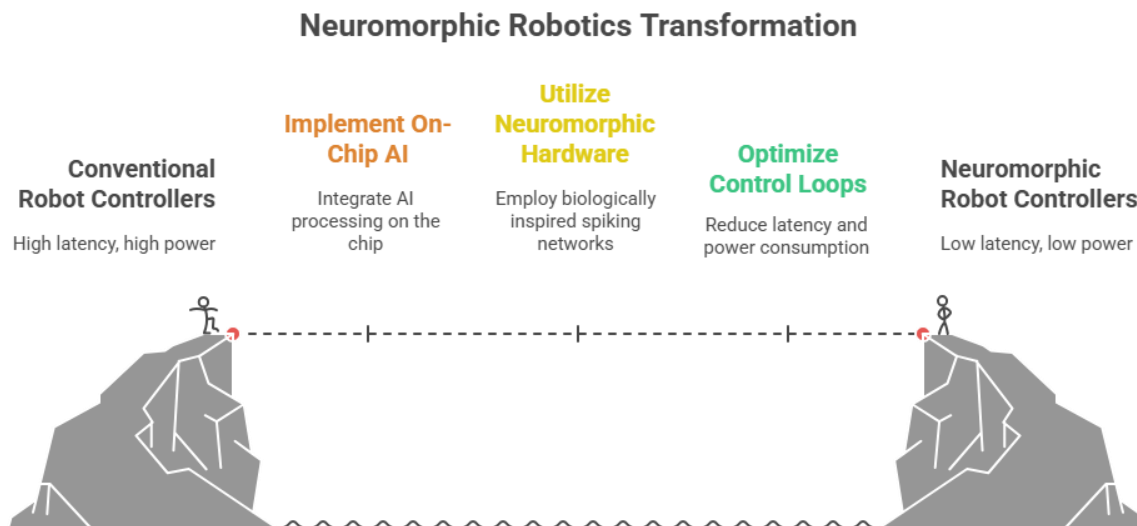 Neuromorphic Robotics Transformation
Conventional
Robot Controllers
High latency, high power
Implement On-
Chip AI
Integrate AI
processing on the
chip
Utilize
Neuromorphic
Hardware
Employ biologically
inspired spiking
networks
Optimize
Control Loops
Reduce latency and
power consumption
Neuromorphic
Robot Controllers
Low latency, low power